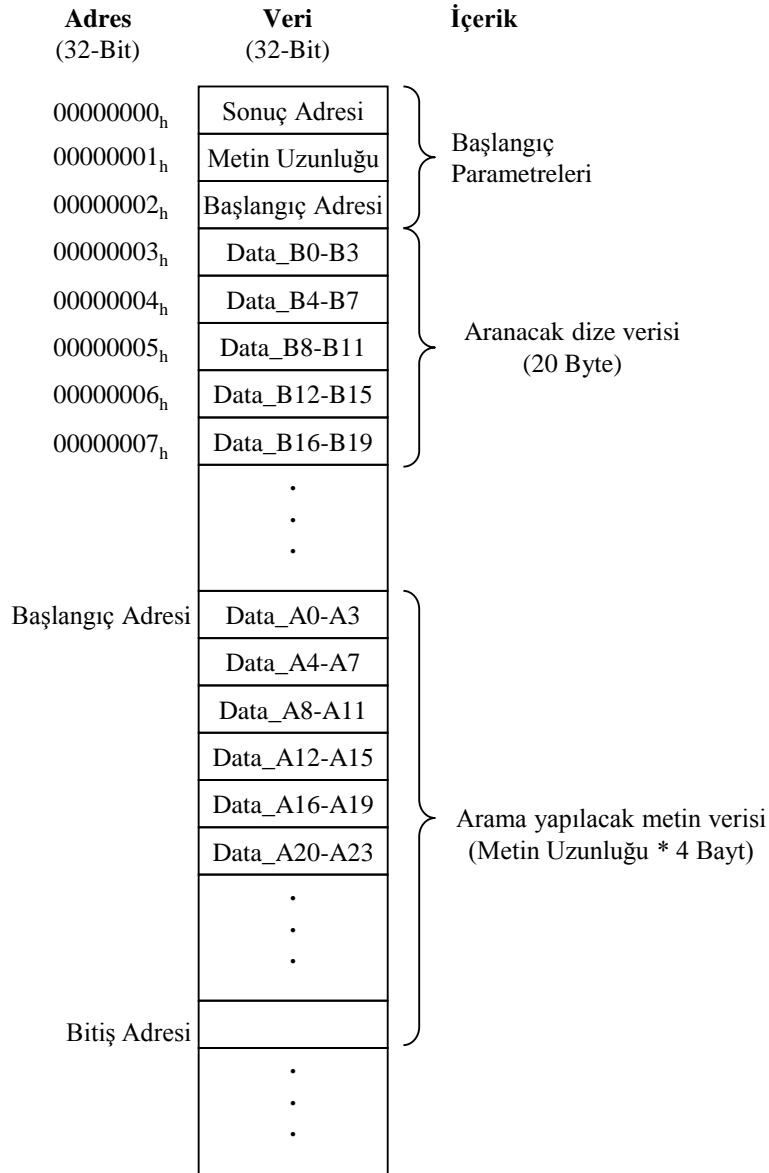 Adres Veri İçerik
(32-Bit) (32-Bit)
00000000h Sonuç Adresi
00000001h Metin Uzunluğu
00000002h Başlangıç Adresi
Başlangıç
Parametreleri
00000003h Data_B0-B3
00000004h Data_B4-B7
00000005h Data_B8-B11
00000006h Data_B12-B15
00000007h Data_B16-B19
Aranacak dize verisi
(20 Byte)
Başlangıç Adresi Data_A0-A3
Data_A4-A7
Data_A8-A11
Data_A12-A15
Data_A16-A19
Data_A20-A23
Arama yapılacak metin verisi
(Metin Uzunluğu * 4 Bayt)
Bitiş Adresi